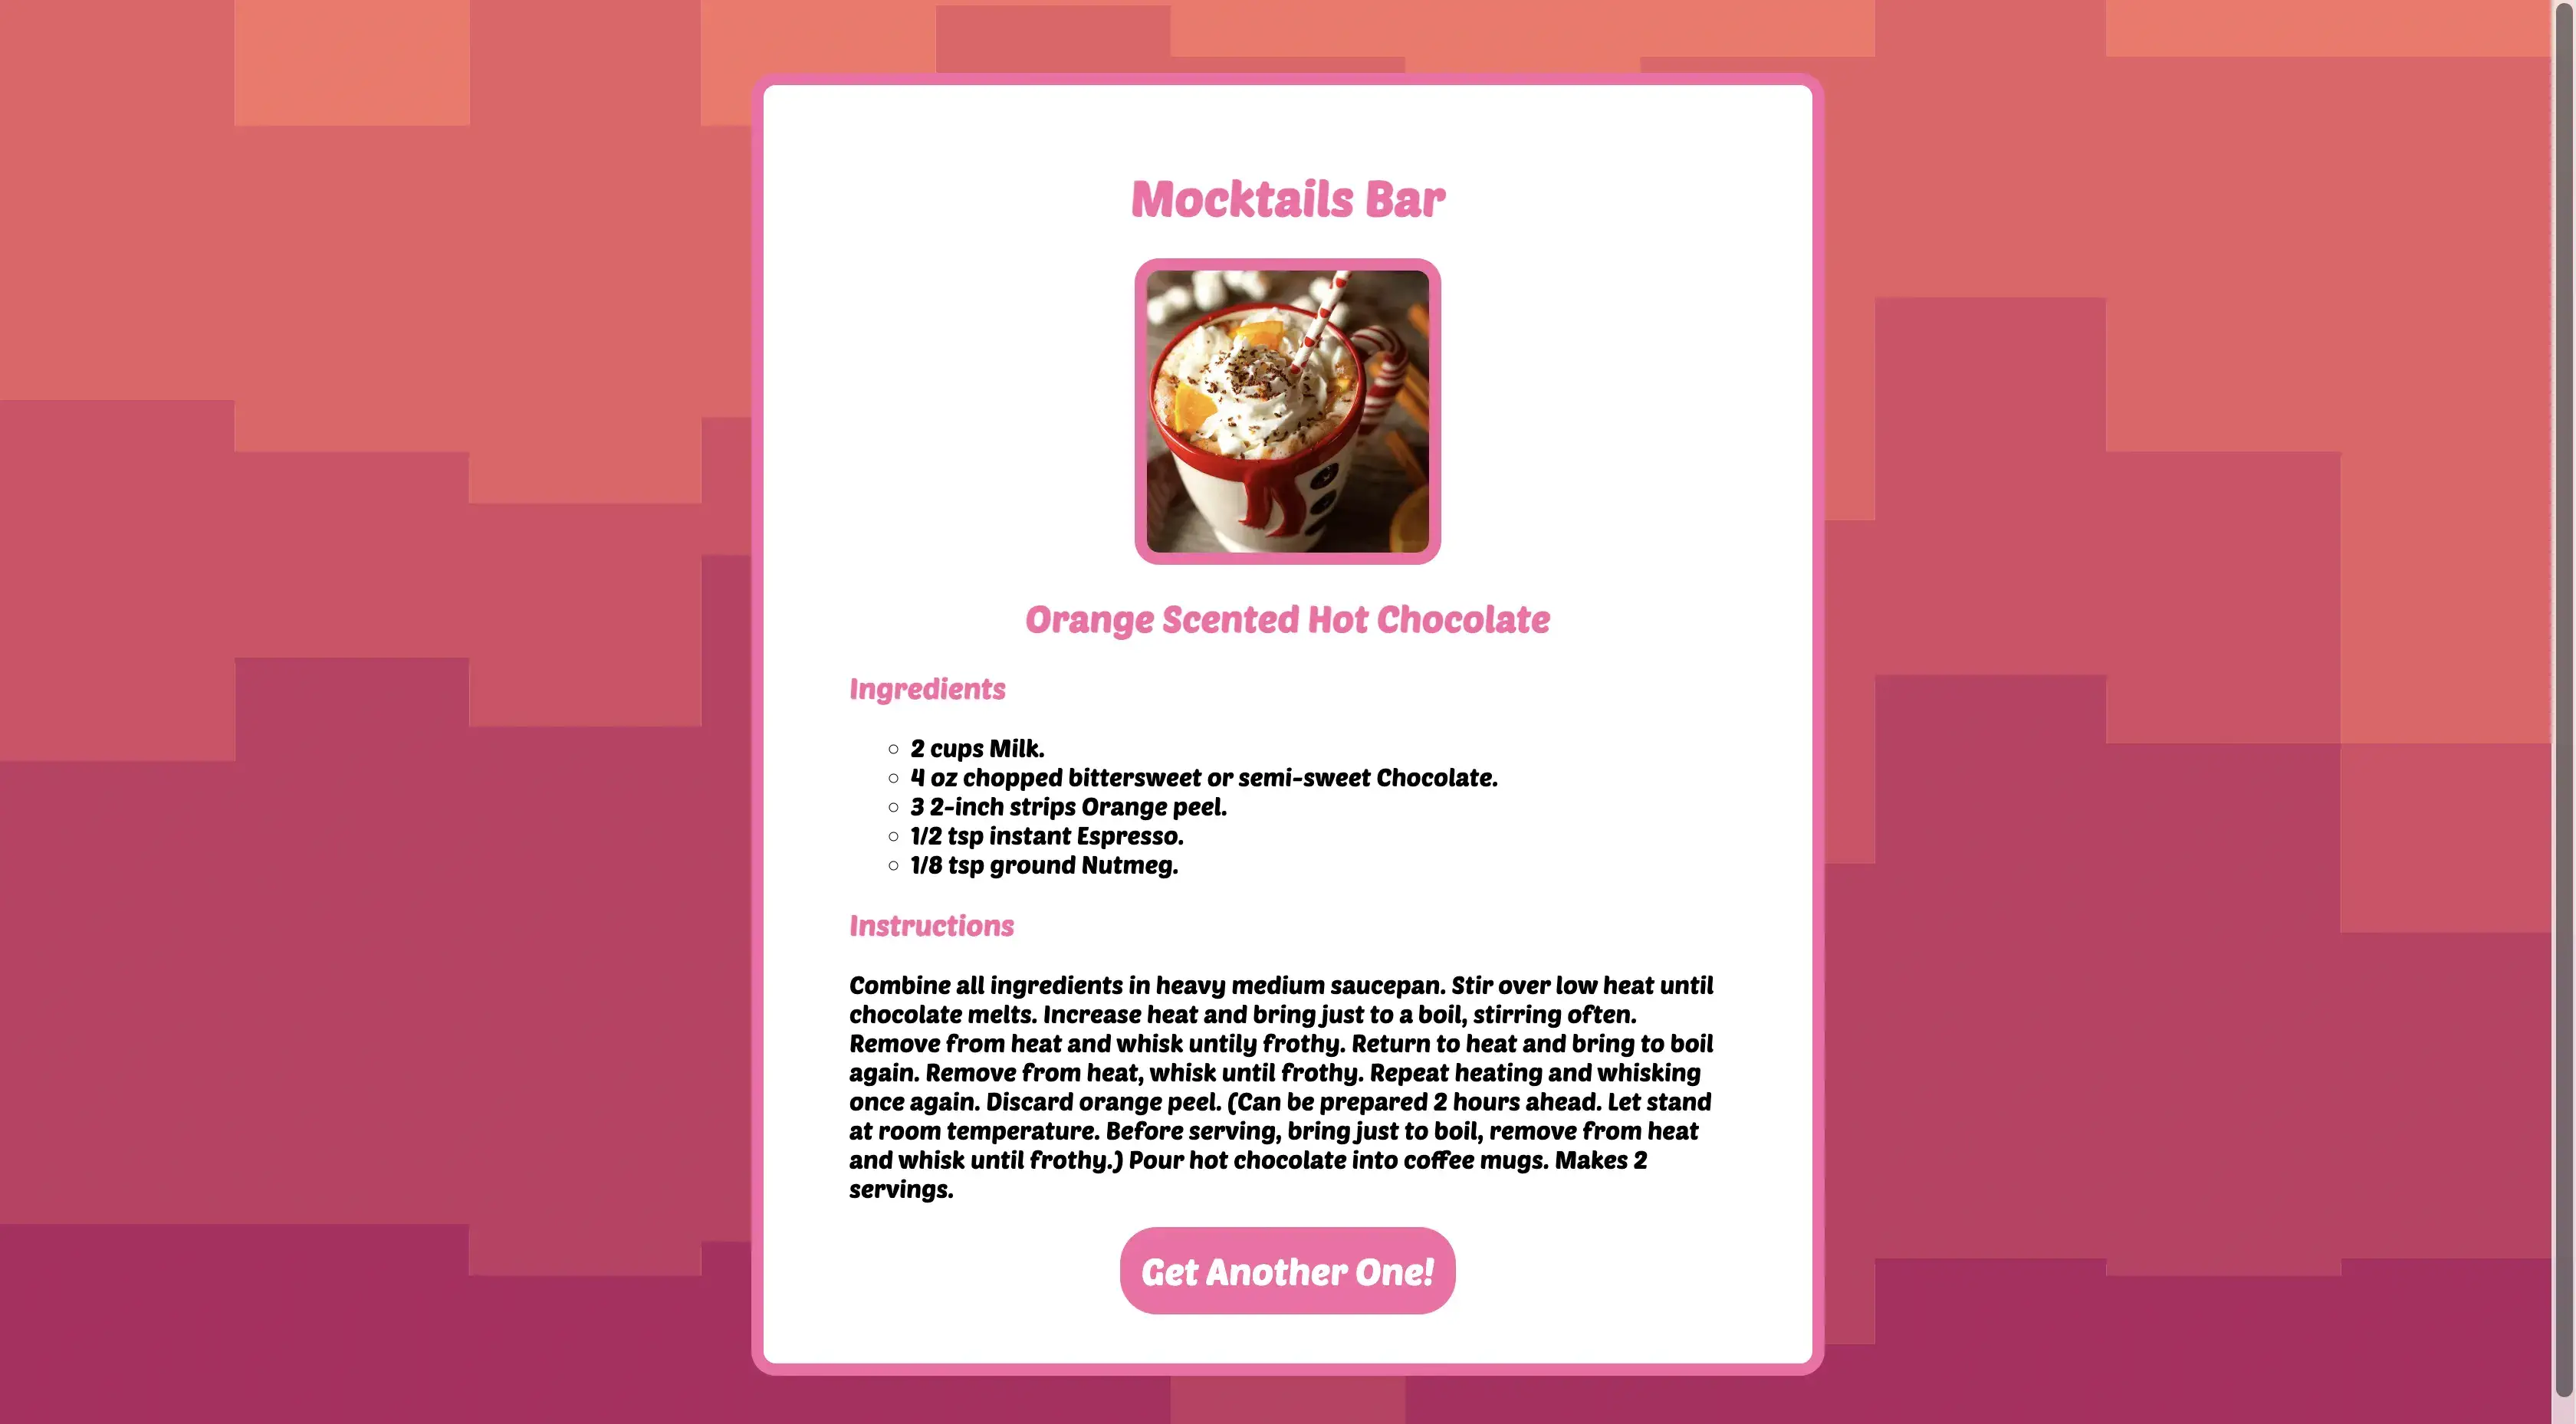 Mocktails Bar
Orange Scented Hot Chocolate
Ingredients
2 cups Milk.
4 oz chopped bittersweet or semi-sweet Chocolate.
3 2-inch strips Orange peel.
1/2 tsp instant Espresso.
1/8 tsp ground Nutmeg.
Instructions
Combine all ingredients in heavy medium saucepan. Stir over low heat until
chocolate melts. Increase heat and bring just to a boil, stirring often.
Remove from heat and whisk untily frothy. Return to heat and bring to boil
again. Remove from heat, whisk until frothy. Repeat heating and whisking
once again. Discard orange peel. (Can be prepared 2 hours ahead. Let stand
at room temperature. Before serving, bring just to boil, remove from heat
and whisk until frothy.) Pour hot chocolate into coffee mugs. Makes 2
servings.
Get Another One!